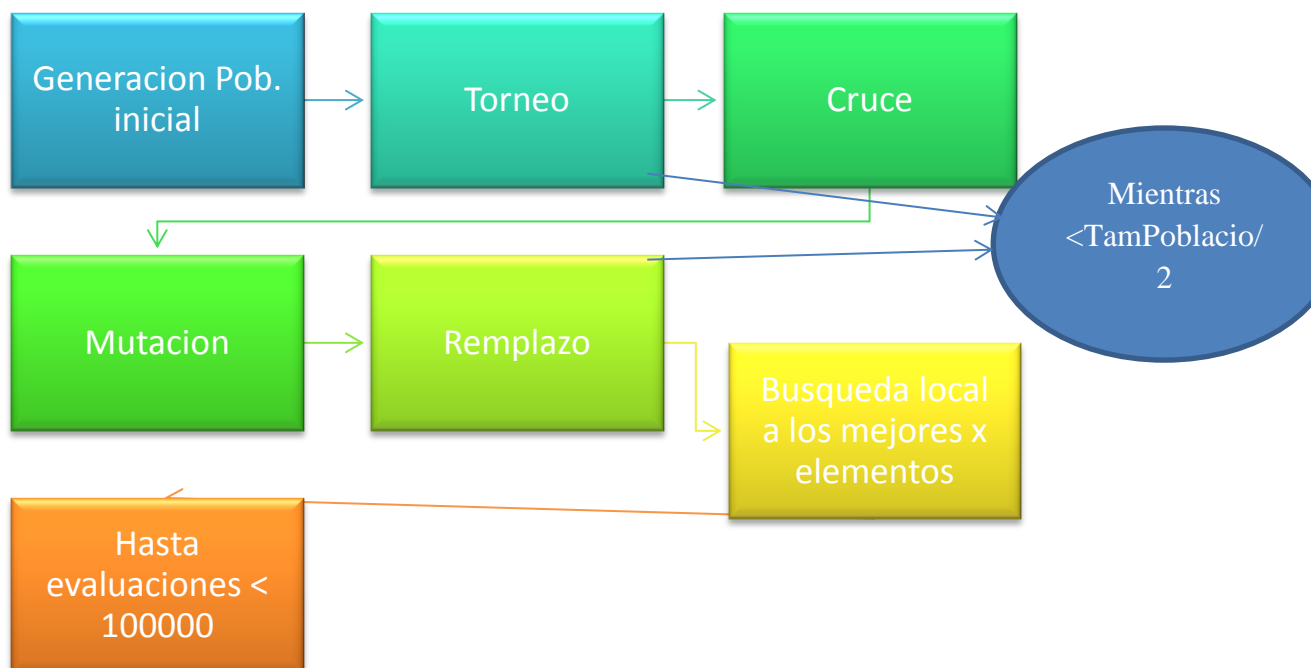 Generacion Pob.
inicial
Torneo
Cruce
Mientras
<TamPoblacio/
2
Mutacion
Remplazo
Busqueda local
a los mejores x
elementos
Hasta
evaluaciones <
100000